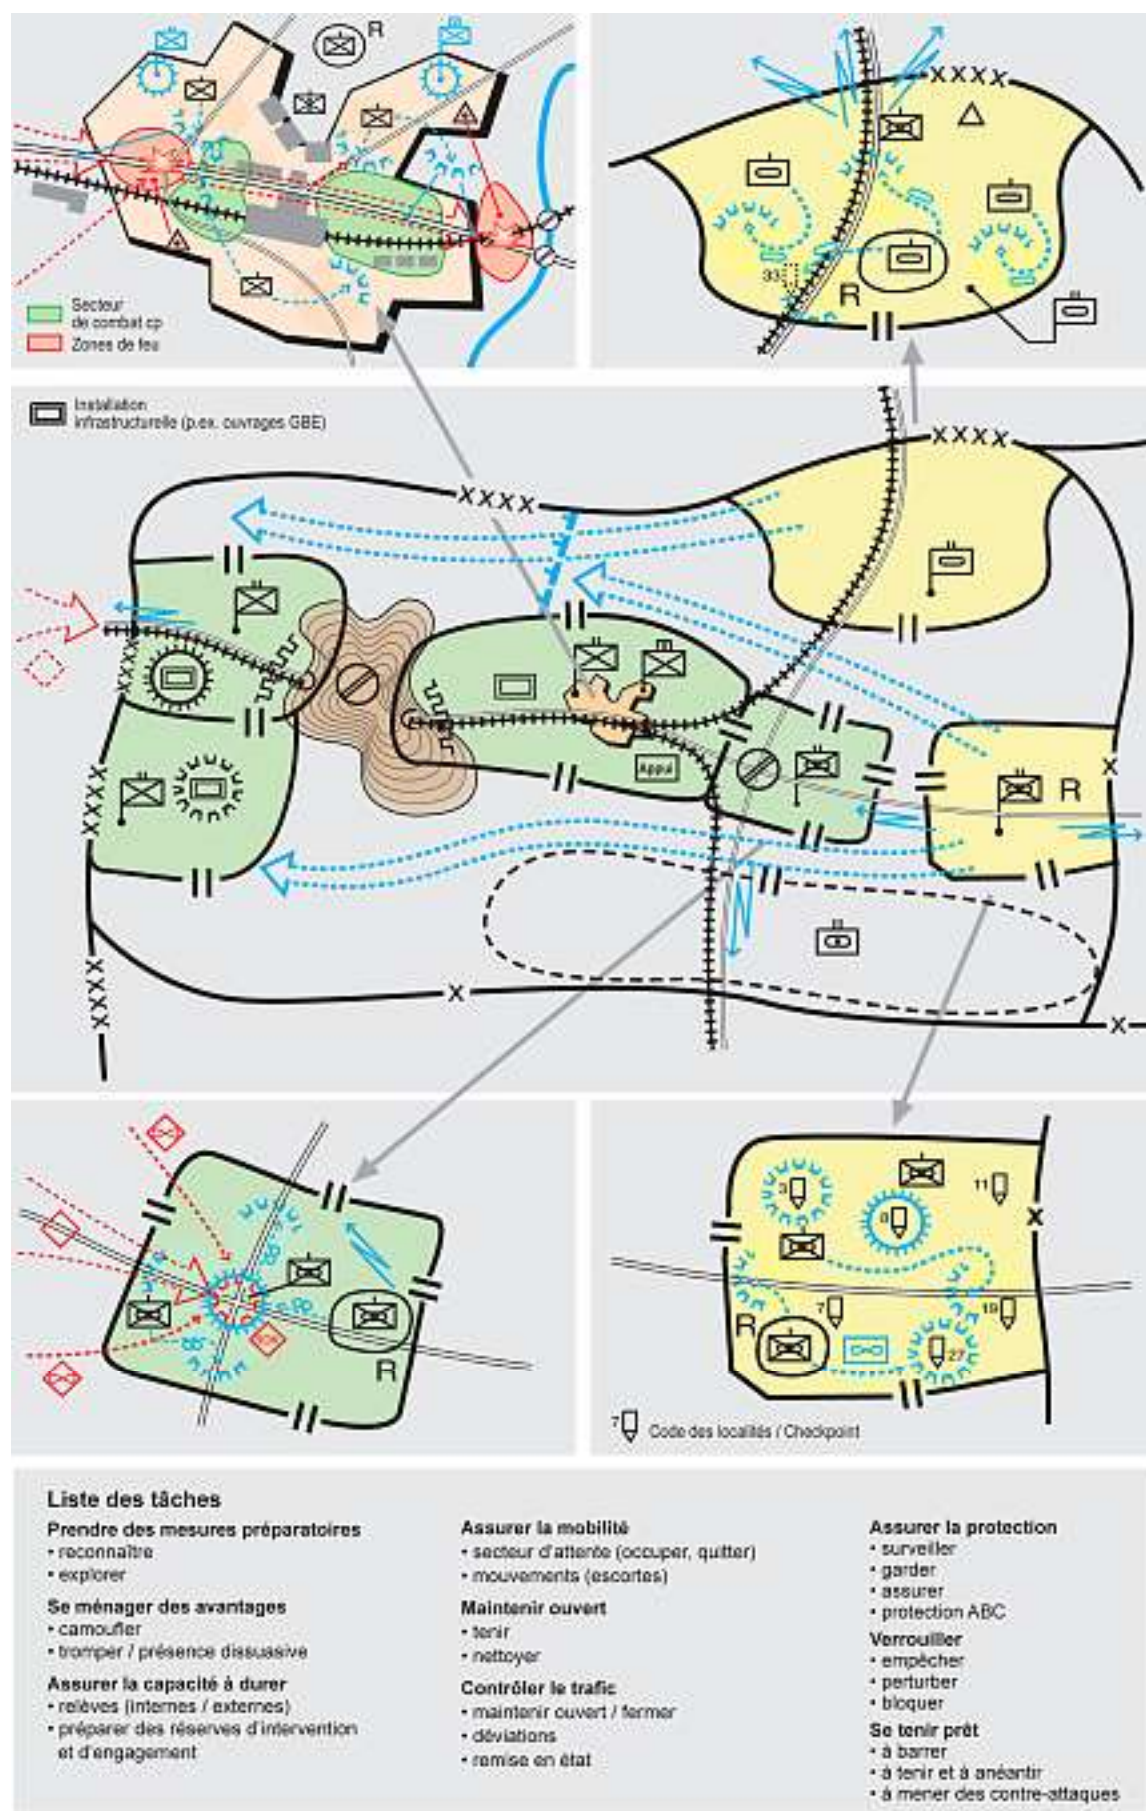 R
Secteur
de combat cp
Zones de feu
XXXX
33
R
Installation
infrastructurelle (p.ex. ouvrages GBE)
XXXX
XXXX
Appui
R
X
XXXX
XXXX
X
X
R
3
11
8
X
7
19
R
27
7 Code des localités / Checkpoint
Liste des tâches
Prendre des mesures préparatoires
• reconnaître
• explorer
Se ménager des avantages
• camoufler
• tromper / présence dissuasive
Assurer la capacité à durer
• relèves (internes / externes)
• préparer des réserves d'intervention
et d'engagement
Assurer la mobilité
• secteur d'attente (occuper, quitter)
• mouvements (escortes)
Maintenir ouvert
• tenir
• nettoyer
Contrôler le trafic
• maintenir ouvert / fermer
• déviations
• remise en état
Assurer la protection
• surveiller
• garder
• assurer
• protection ABC
Verrouiller
• empêcher
• perturber
• bloquer
Se tenir prêt
• à barrer
• à tenir et à anéantir
• à mener des contre-attaques